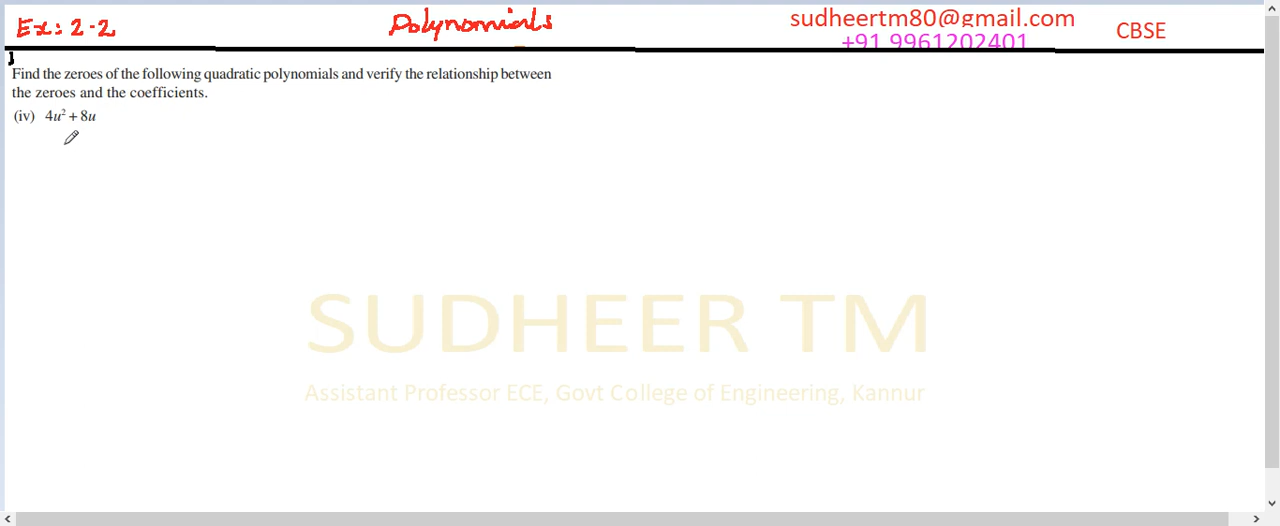 Ex: 2.2 Polynomials sudheertm80@gmail.com CBSE
+91 9961202401
1
Find the zeroes of the following quadratic polynomials and verify the relationship between
the zeroes and the coefficients.
(iv) 4u² + 8u
SUDHEER TM
Assistant Professor ECE, Govt College of Engineering, Kannur